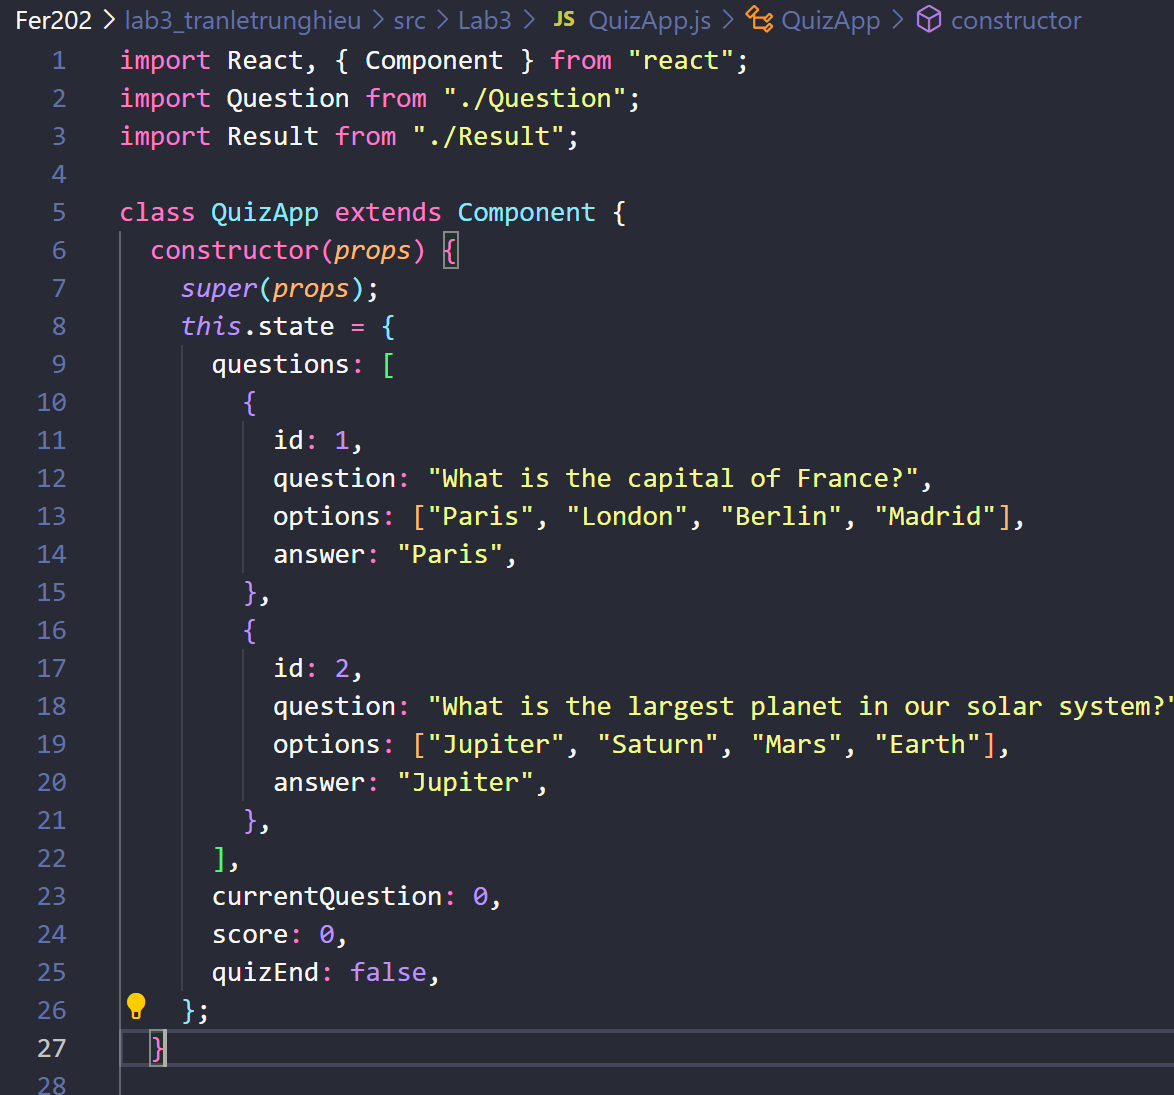 Fer202 > lab3_tranletrunghieu > src > Lab3 > JS QuizApp.js > QuizApp > constructor
1 import React, { Component } from "react";
2 import Question from "./Question";
3 import Result from "./Result";
4
5 class QuizApp extends Component {
6   constructor(props) {
7     super(props);
8     this.state = {
9       questions: [
10         {
11           id: 1,
12           question: "What is the capital of France?",
13           options: ["Paris", "London", "Berlin", "Madrid"],
14           answer: "Paris",
15         },
16         {
17           id: 2,
18           question: "What is the largest planet in our solar system?"
19           options: ["Jupiter", "Saturn", "Mars", "Earth"],
20           answer: "Jupiter",
21         },
22       ],
23       currentQuestion: 0,
24       score: 0,
25       quizEnd: false,
26     };
27   }
28